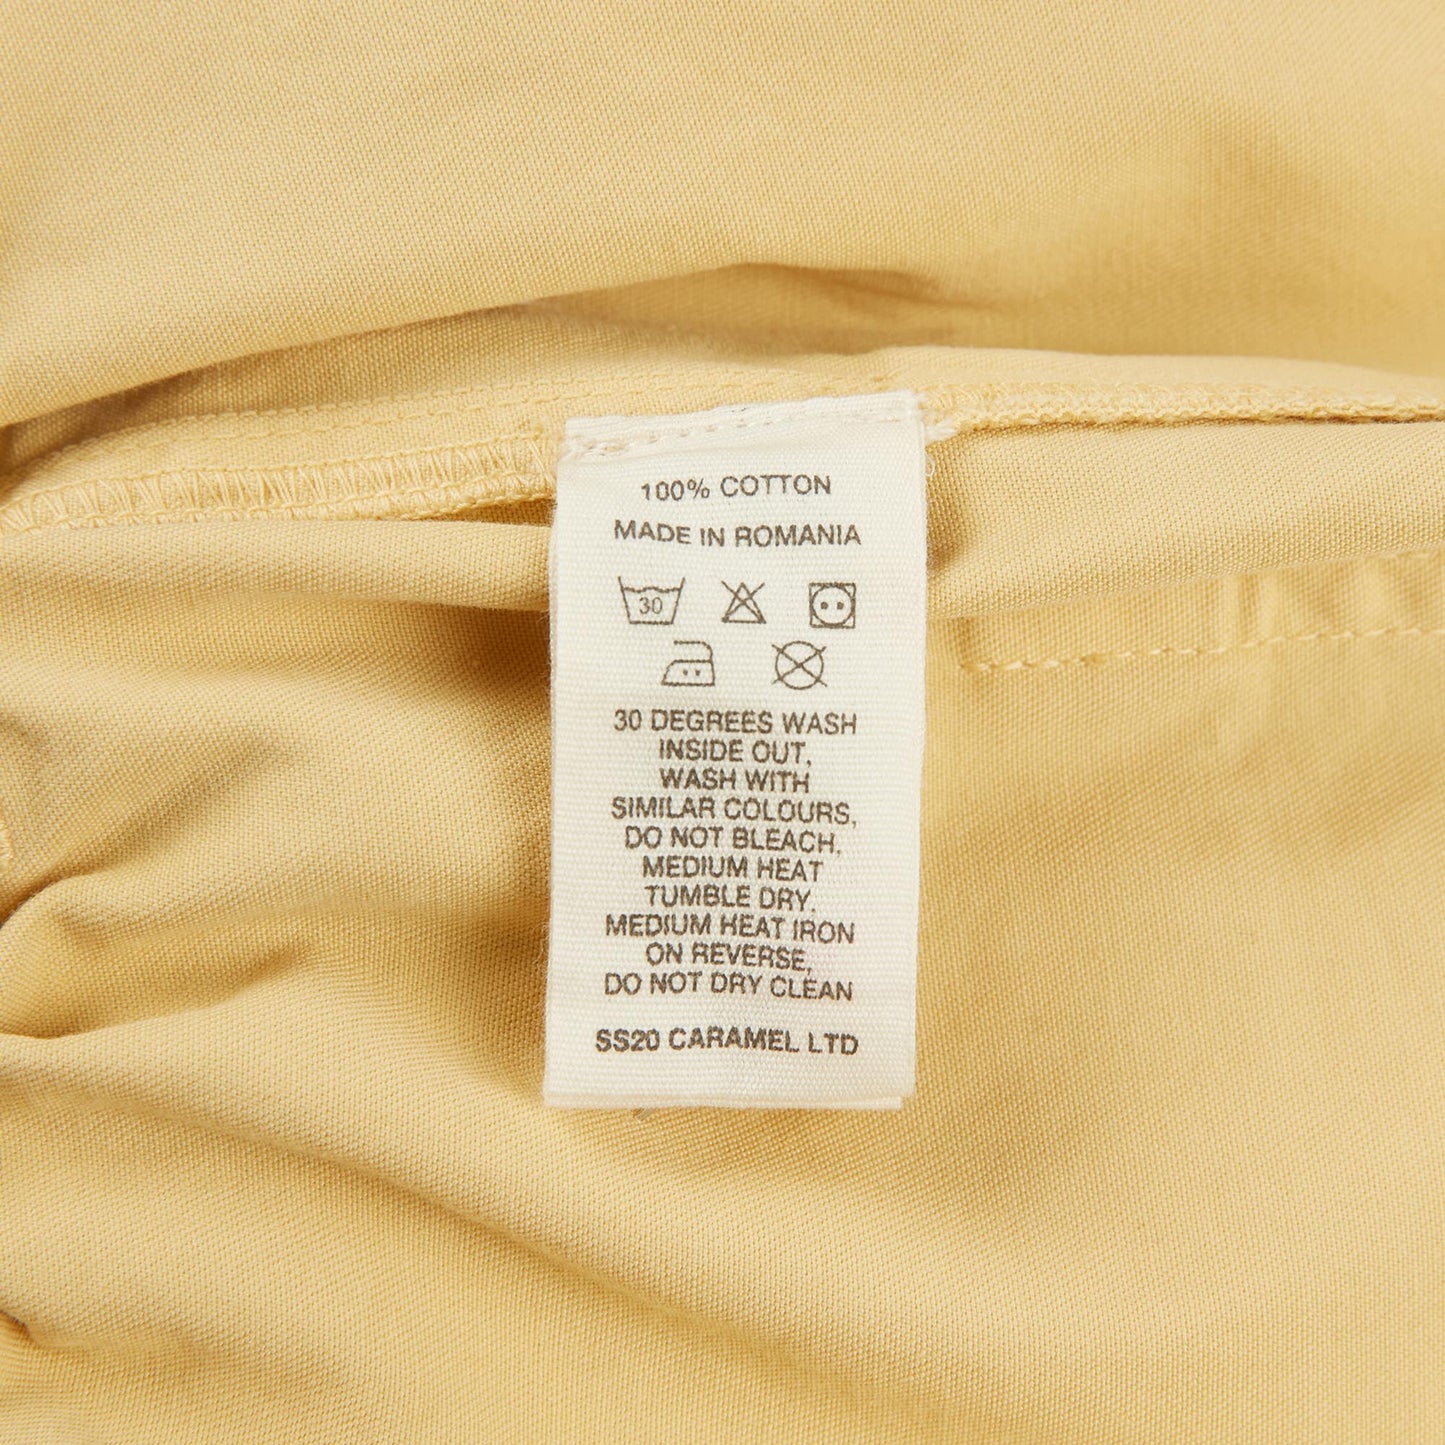 100% COTTON
MADE IN ROMANIA
30
30 DEGREES WASH
INSIDE OUT,
WASH WITH
SIMILAR COLOURS,
DO NOT BLEACH,
MEDIUM HEAT
TUMBLE DRY.
MEDIUM HEAT IRON
ON REVERSE,
DO NOT DRY CLEAN
SS20 CARAMEL LTD